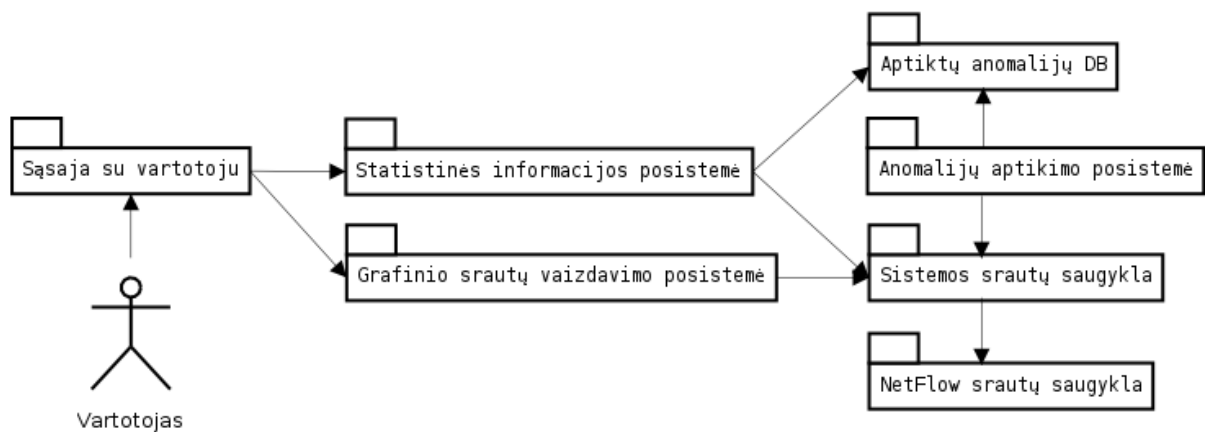 Aptiktų anomalijų DB
Sąsaja su vartotoju
Statistinės informacijos posistemė
Anomalijų aptikimo posistemė
Grafinio srautų vaizdavimo posistemė
Sistemos srautų saugykla
NetFlow srautų saugykla
Vartotojas